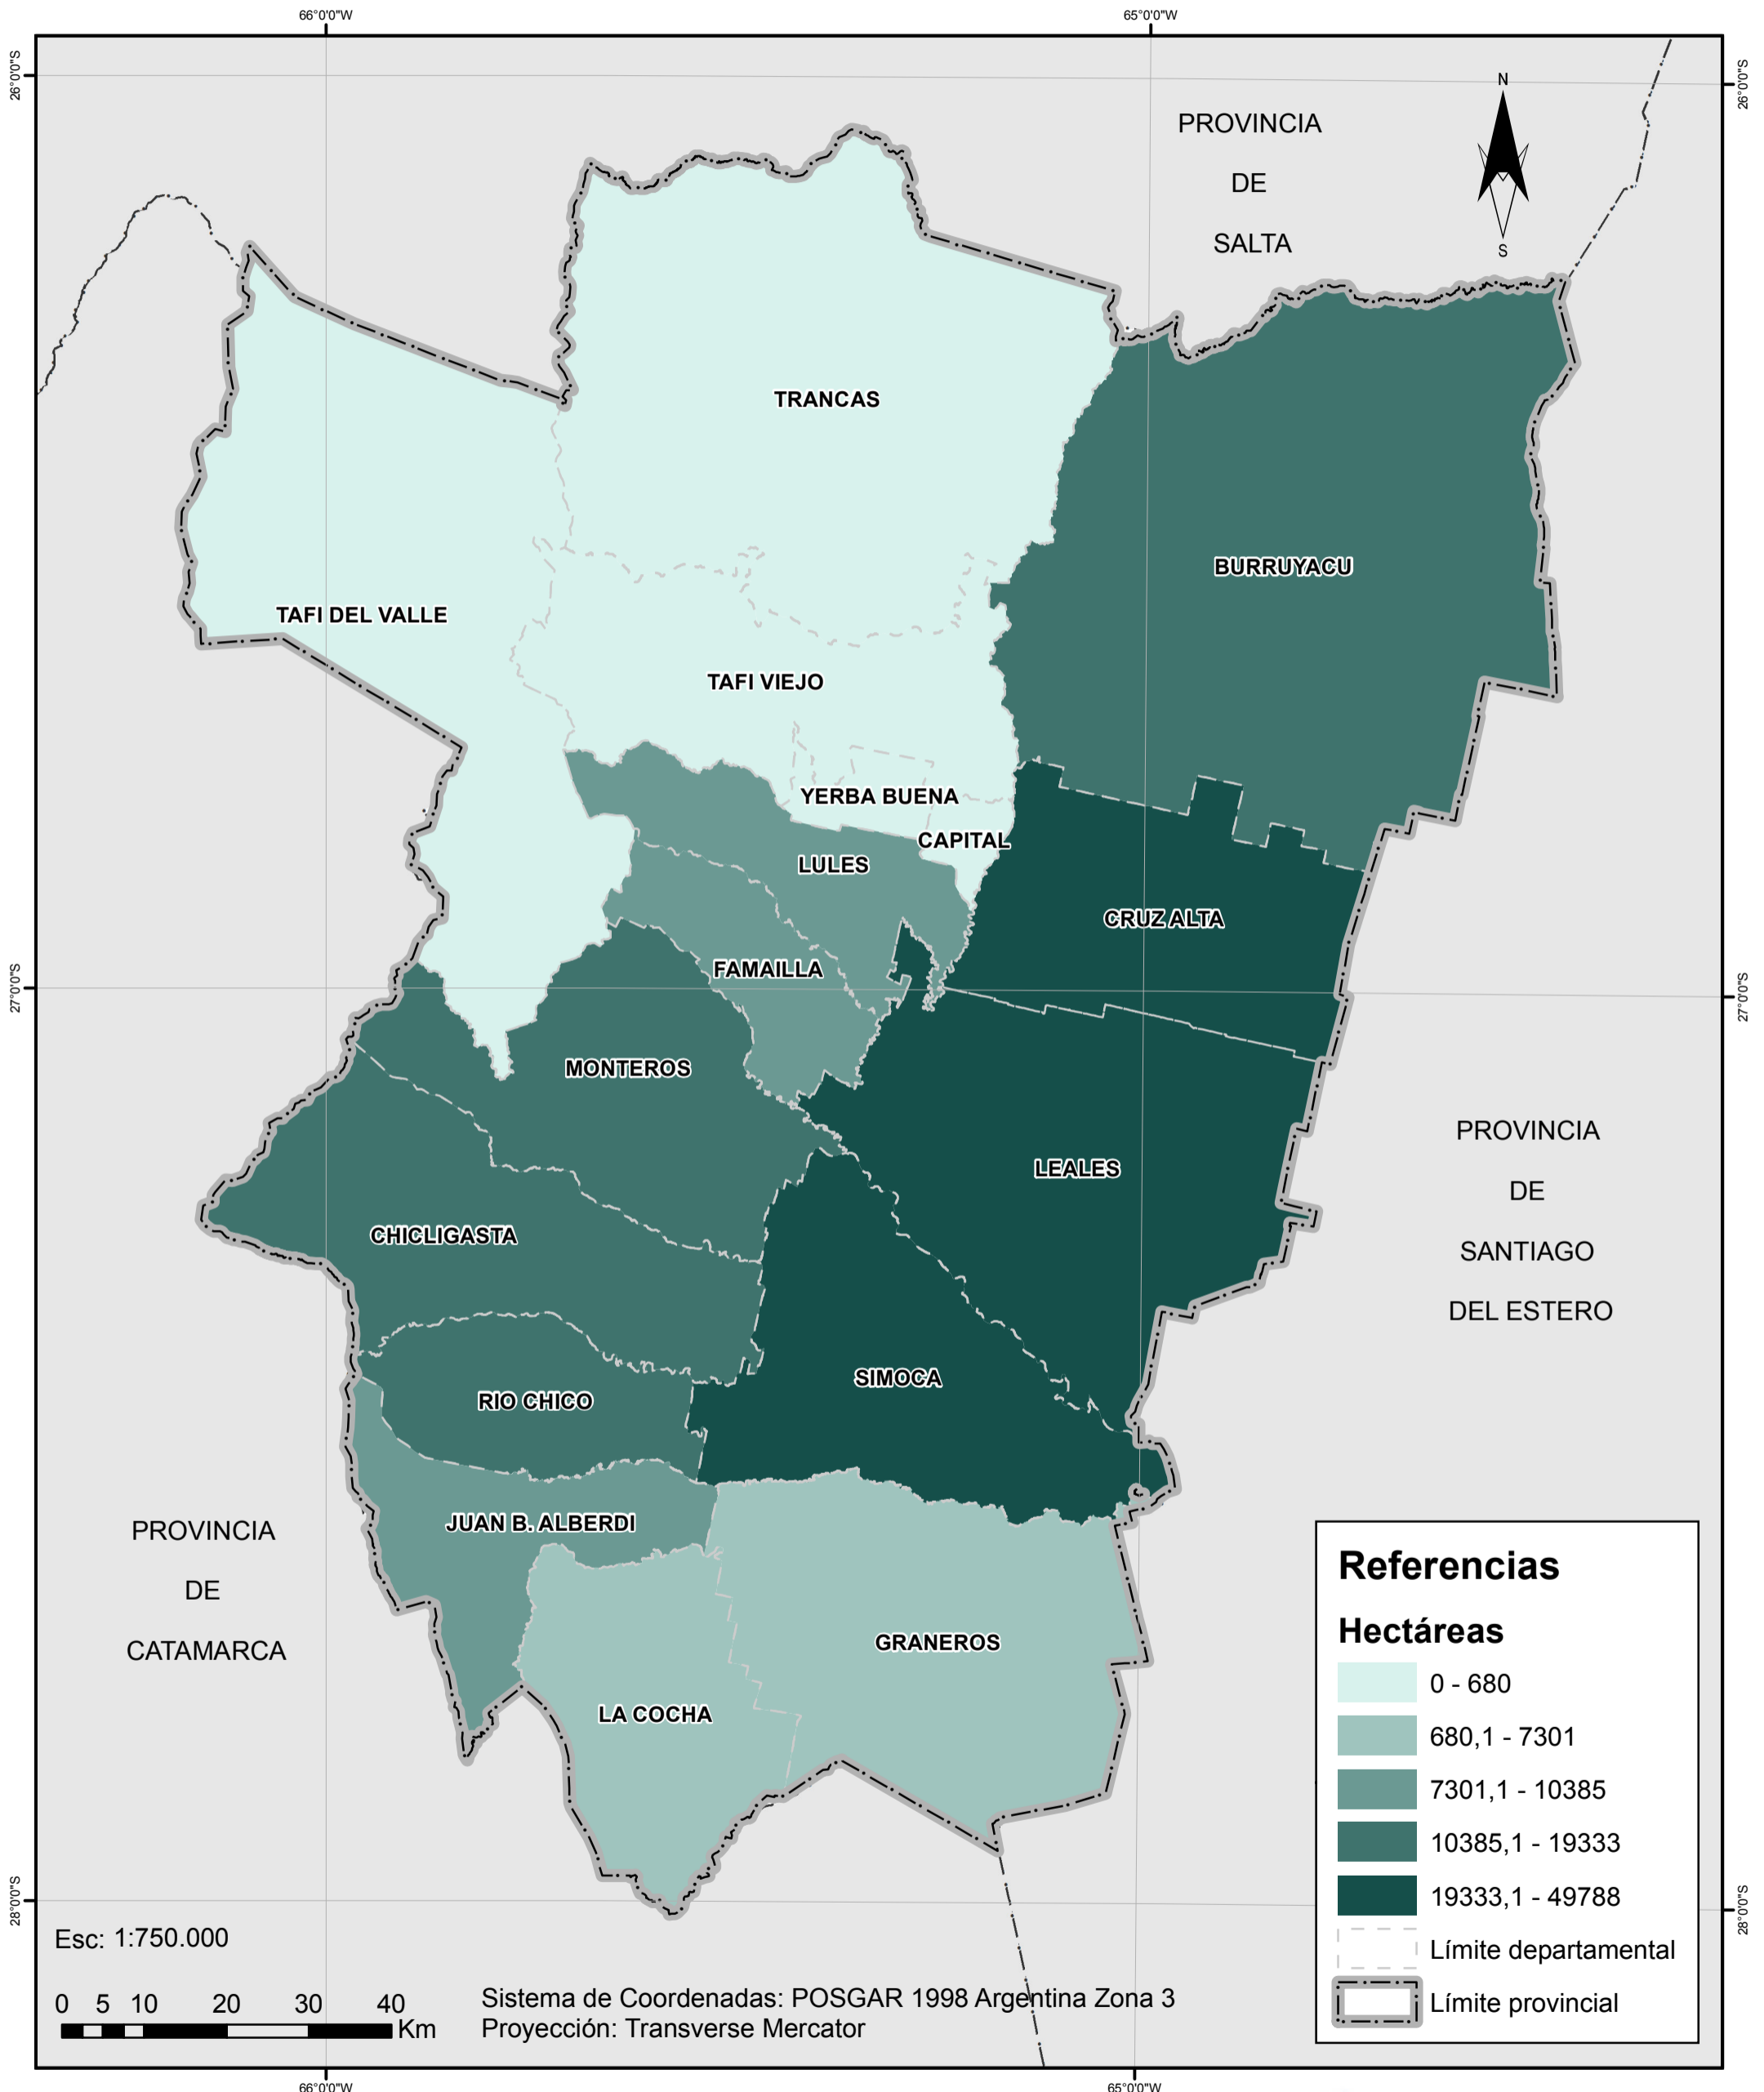 66°0'0"W
65°0'0"W
26°0'0"S
26°0'0"S
PROVINCIA
DE
SALTA
N
S
TRANCAS
BURRUYACU
TAFI DEL VALLE
TAFI VIEJO
YERBA BUENA
CAPITAL
LULES
CRUZ ALTA
FAMAILLA
27°0'0"S
27°0'0"S
MONTEROS
LEALES
CHICLIGASTA
SIMOCA
RIO CHICO
PROVINCIA
DE
SANTIAGO
DEL ESTERO
JUAN B. ALBERDI
PROVINCIA
DE
CATAMARCA
GRANEROS
LA COCHA
Referencias
Hectáreas
0 - 680
680,1 - 7301
7301,1 - 10385
10385,1 - 19333
19333,1 - 49788
Límite departamental
Límite provincial
28°0'0"S
28°0'0"S
Esc: 1:750.000
0 5 10 20 30 40
Km
Sistema de Coordenadas: POSGAR 1998 Argentina Zona 3
Proyección: Transverse Mercator
66°0'0"W
65°0'0"W